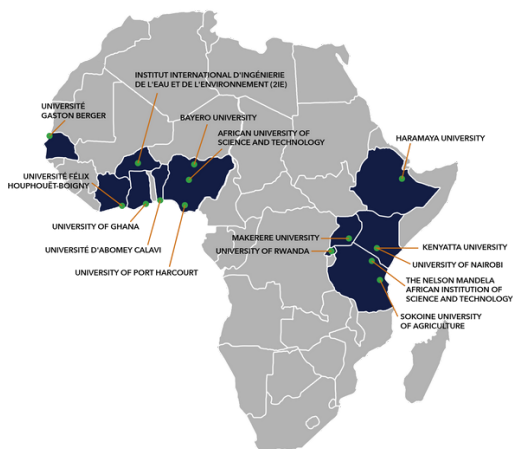 INSTITUT INTERNATIONAL D'INGÉNIERIE
DE L'EAU ET DE L'ENVIRONNEMENT (2IE)
UNIVERSITÉ
GASTON BERGER
BAYERO UNIVERSITY
AFRICAN UNIVERSITY OF
SCIENCE AND TECHNOLOGY
HARAMAYA UNIVERSITY
UNIVERSITÉ FÉLIX
HOUPHOUËT-BOIGNY
UNIVERSITY OF GHANA
UNIVERSITÉ D'ABOMEY CALAVI
UNIVERSITY OF PORT HARCOURT
MAKERERE UNIVERSITY
UNIVERSITY OF RWANDA
KENYATTA UNIVERSITY
UNIVERSITY OF NAIROBI
THE NELSON MANDELA
AFRICAN INSTITUTION OF
SCIENCE AND TECHNOLOGY
SOKOINE UNIVERSITY
OF AGRICULTURE